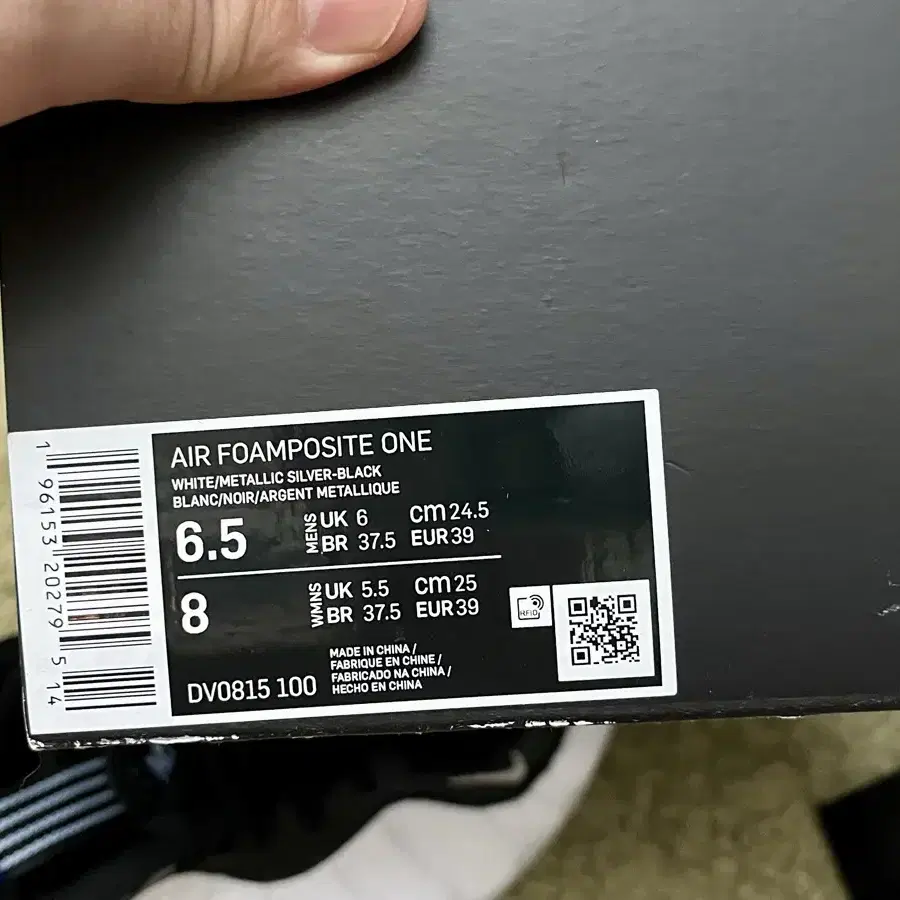 AIR FOAMPOSITE ONE
WHITE/METALLIC SILVER-BLACK
BLANC/NOIR/ARGENT METALLIQUE
6.5 MENS UK 6 CM 24.5
BR 37.5 EUR 39
8 WMNS UK 5.5 CM 25
BR 37.5 EUR 39
RFID
MADE IN CHINA /
FABRIQUE EN CHINE /
FABRICADO NA CHINA /
HECHO EN CHINA
DV0815 100
1 96153 20279 5 14